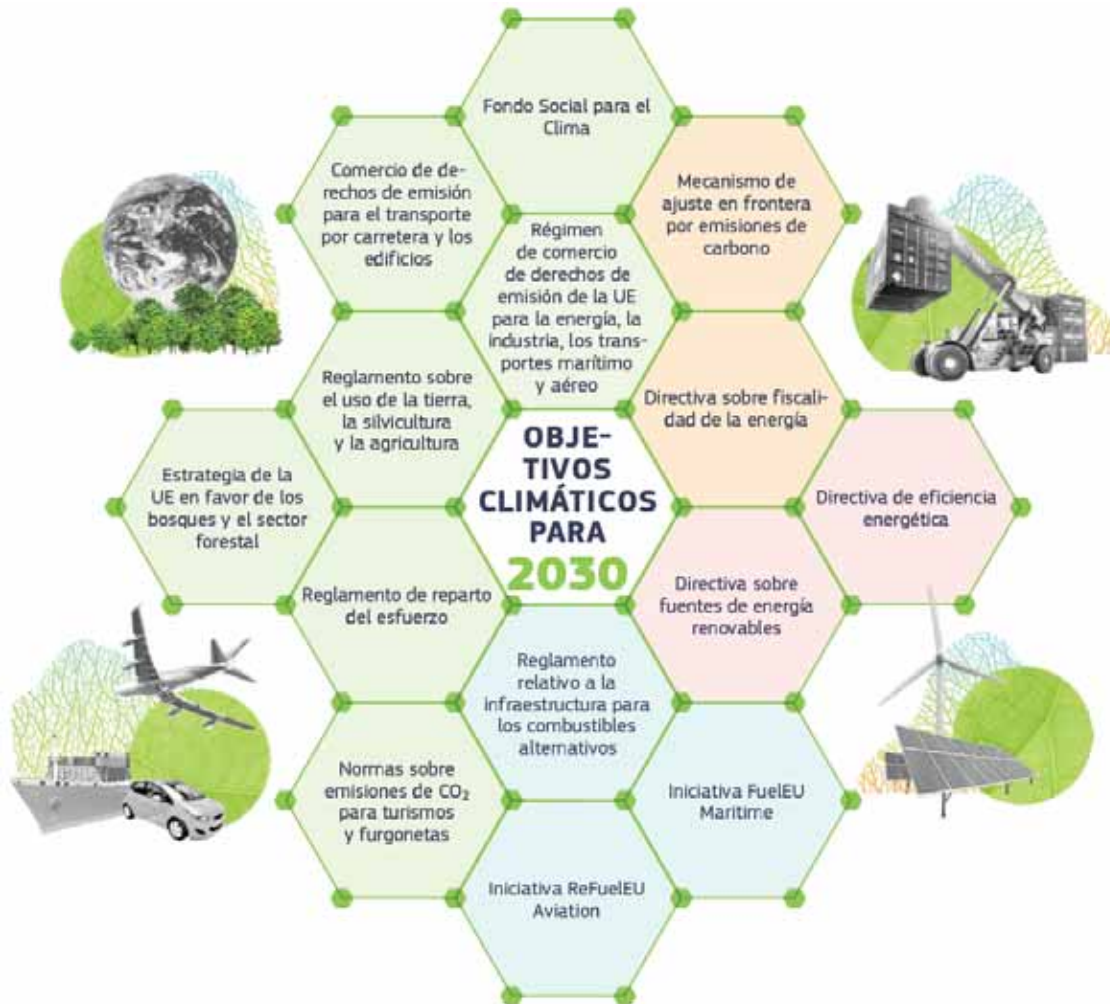 Fondo Social para el
Clima
Comercio de de-
rechos de emisión
para el transporte
por carretera y los
edificios
Mecanismo de
ajuste en frontera
por emisiones de
carbono
Régimen
de comercio
de derechos de
emisión de la UE
para la energía, la
industria, los trans-
portes marítimo
y aéreo
Reglamento sobre
el uso de la tierra,
la silvicultura
y la agricultura
Directiva sobre fiscali-
dad de la energía
Estrategia de la
UE en favor de los
bosques y el sector
forestal
OBJE-
TIVOS
CLIMÁTICOS
PARA
2030
Directiva de eficiencia
energética
Reglamento de reparto
del esfuerzo
Directiva sobre
fuentes de energía
renovables
Reglamento
relativo a la
infraestructura para
los combustibles
alternativos
Normas sobre
emisiones de CO₂
para turismos
y furgonetas
Iniciativa FuelEU
Maritime
Iniciativa ReFuelEU
Aviation